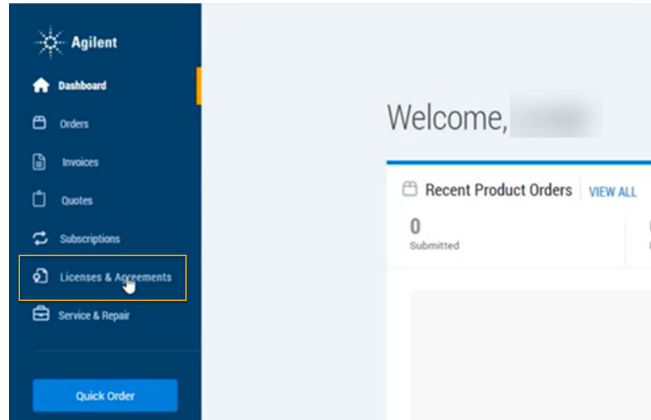 Agilent
Dashboard
Orders
Invoices
Quotes
Subscriptions
Licenses & Agreements
Service & Repair
Quick Order
Welcome,
Recent Product Orders VIEW ALL
0
Submitted